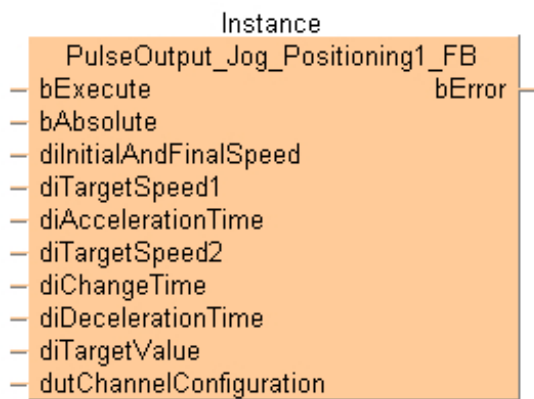 Instance
PulseOutput_Jog_Positioning1_FB
bExecute bError
bAbsolute
diInitialAndFinalSpeed
diTargetSpeed1
diAccelerationTime
diTargetSpeed2
diChangeTime
diDecelerationTime
diTargetValue
dutChannelConfiguration